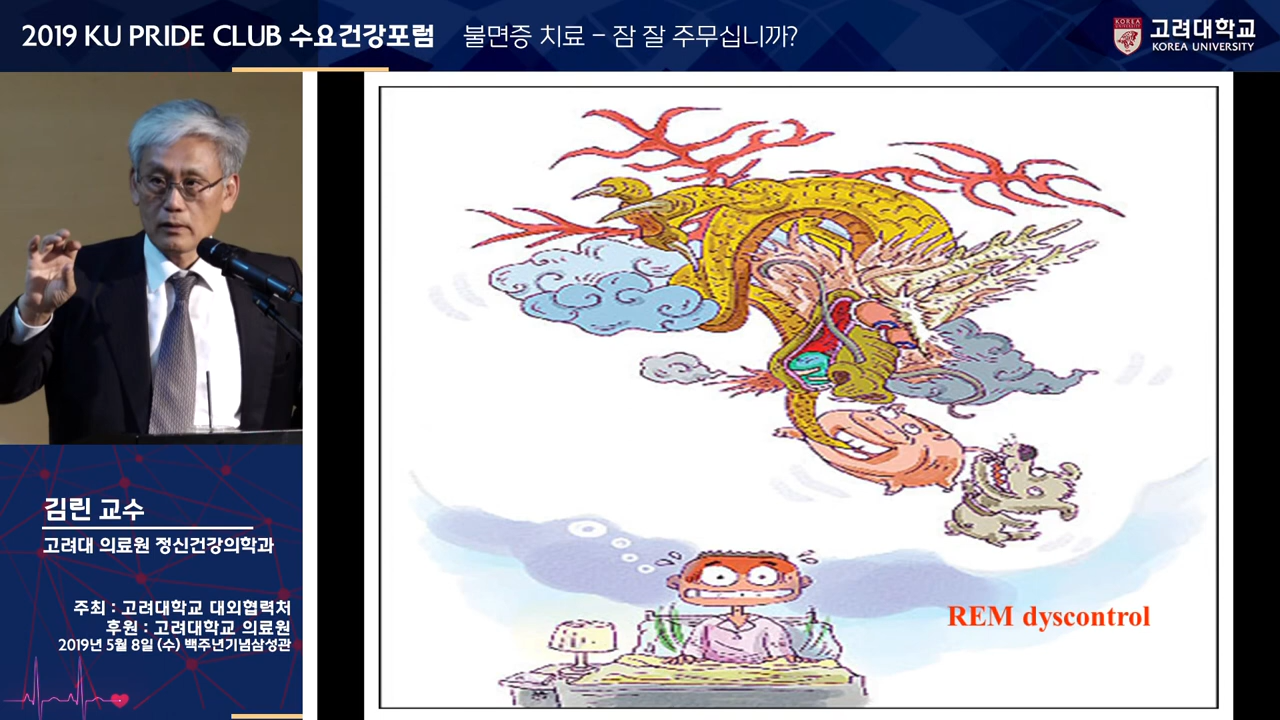 2019 KU PRIDE CLUB 수요건강포럼 불면증 치료 – 잠 잘 주무십니까?
KOREA
UNIVERSITY
고려대학교
KOREA UNIVERSITY
REM dyscontrol
김린 교수
고려대 의료원 정신건강의학과
주최 : 고려대학교 대외협력처
후원 : 고려대학교 의료원
2019년 5월 8일 (수) 백주년기념삼성관